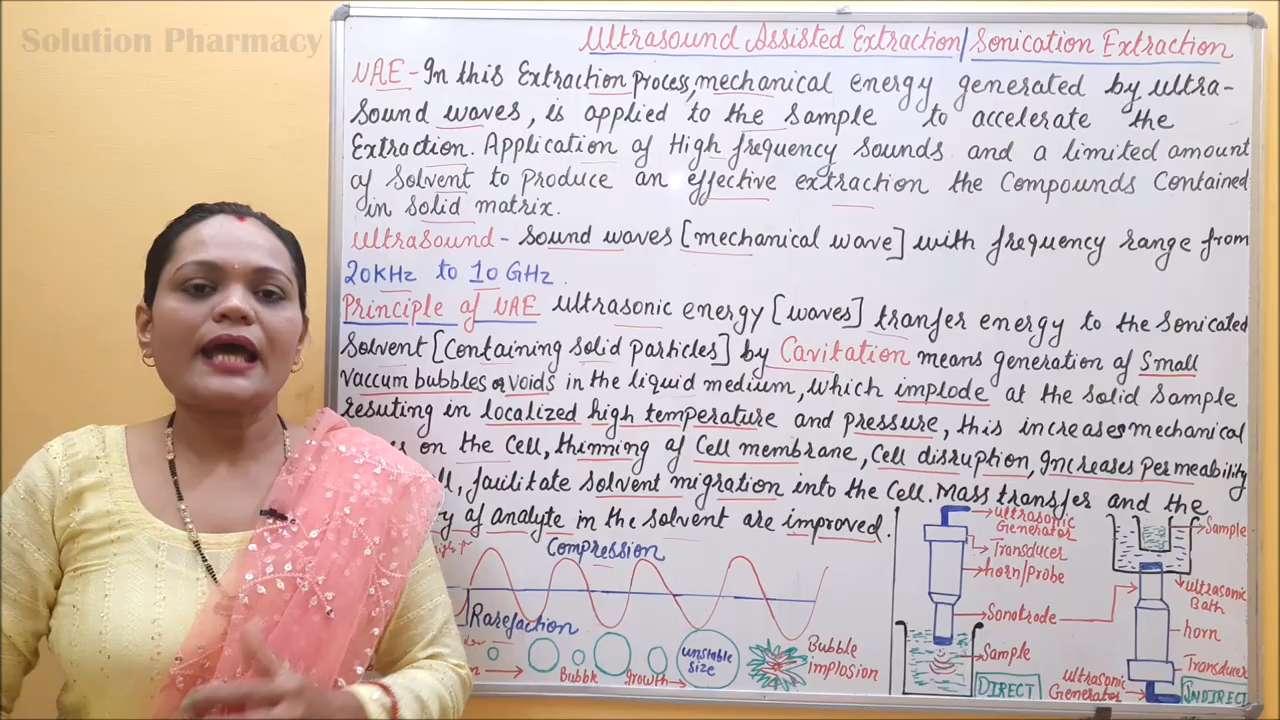 Solution Pharmacy
Ultrasound Assisted Extraction/Sonication Extraction
UAE - In this Extraction process, mechanical energy generated by ultra-
Sound waves, is applied to the sample to accelerate the
Extraction. Application of High frequency sounds and a limited amount
of Solvent to produce an effective extraction the Compounds Contained
in solid matrix.
Ultrasound - Sound waves [mechanical wave] with frequency range from
20kHz to 10 GHz.
Principle of UAE ultrasonic energy [waves] tranfer energy to the sonicated
Solvent [Containing solid particles] by Cavitation means generation of Small
vaccum bubbles or voids in the liquid medium, which implode at the solid Sample
resuting in localized high temperature and pressure, this increases mechanical
on the Cell, thinning of Cell membrane, Cell disruption, Increases Permeability
facilitate solvent migration into the Cell. Mass transfer and the
of analyte in the solvent are improved.
Compression
Rarefaction
Bubble Growth
unstable
size
Bubble
implosion
Ultrasonic
Generator
Transducer
horn/Probe
Sonotrode
Sample
DIRECT
Sample
Ultrasonic
Bath
horn
Transducer
Ultrasonic
Generator
INDIRECT